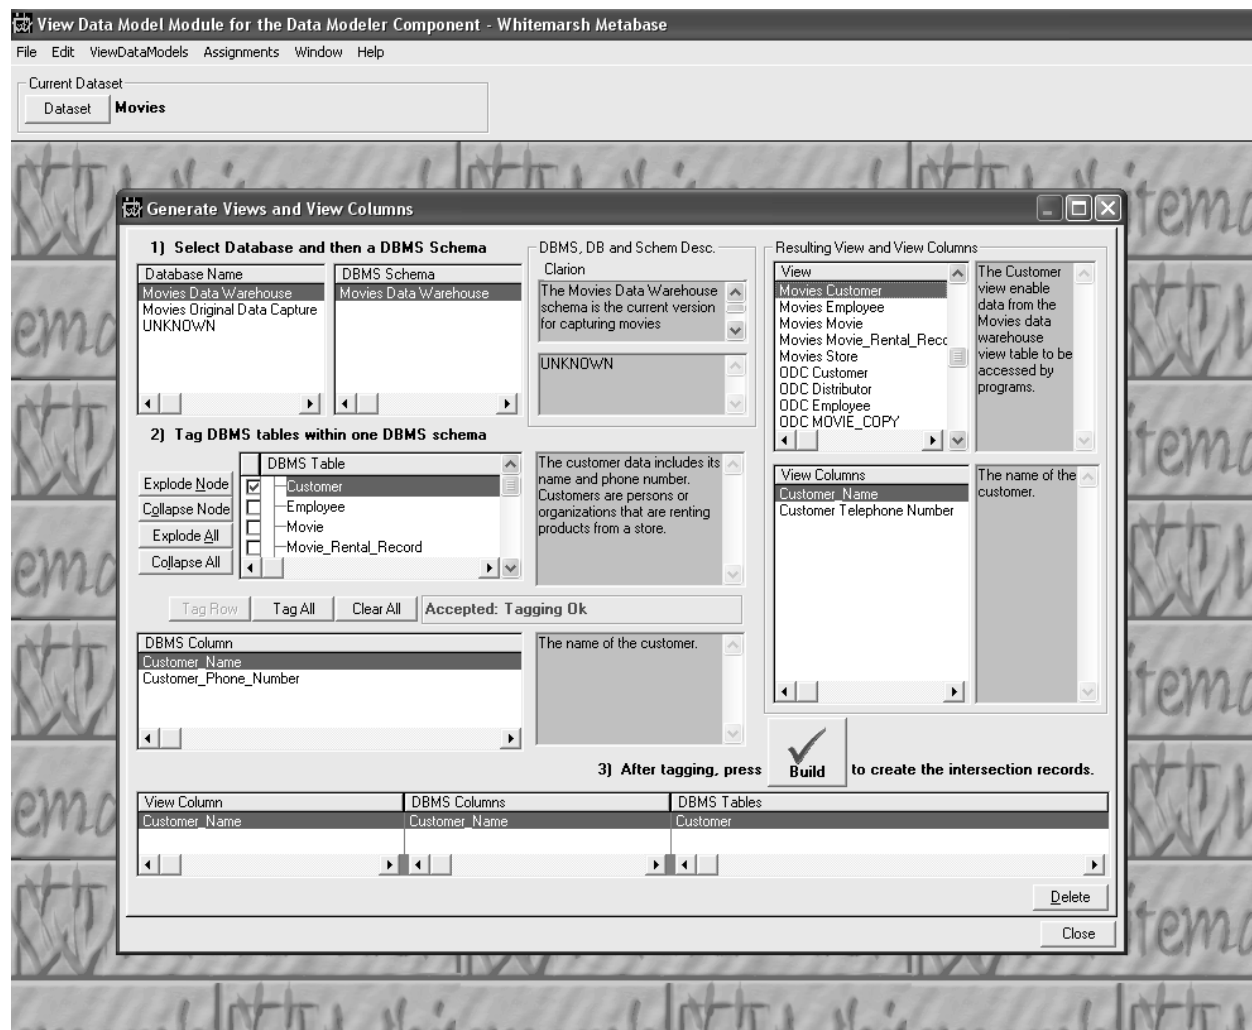 View Data Model Module for the Data Modeler Component - Whitemarsh Metabase
File Edit ViewDataModels Assignments Window Help
Current Dataset
Dataset Movies
Generate Views and View Columns
1) Select Database and then a DBMS Schema
Database Name
Movies Data Warehouse
Movies Original Data Capture
UNKNOWN
DBMS Schema
Movies Data Warehouse
DBMS, DB and Schem Desc.
Clarion
The Movies Data Warehouse
schema is the current version
for capturing movies
UNKNOWN
Resulting View and View Columns
View
Movies Customer
Movies Employee
Movies Movie
Movies Movie_Rental_Recc
Movies Store
ODC Customer
ODC Distributor
ODC Employee
ODC MOVIE_COPY
The Customer
view enable
data from the
Movies data
warehouse
view table to be
accessed by
programs.
2) Tag DBMS tables within one DBMS schema
Explode Node
Collapse Node
Explode All
Collapse All
DBMS Table
Customer
Employee
Movie
Movie_Rental_Record
The customer data includes its
name and phone number.
Customers are persons or
organizations that are renting
products from a store.
View Columns
Customer_Name
Customer Telephone Number
The name of the
customer.
Tag Row Tag All Clear All Accepted: Tagging Ok
DBMS Column
Customer_Name
Customer_Phone_Number
The name of the customer.
3) After tagging, press Build to create the intersection records.
View Column DBMS Columns DBMS Tables
Customer_Name Customer_Name Customer
Delete
Close